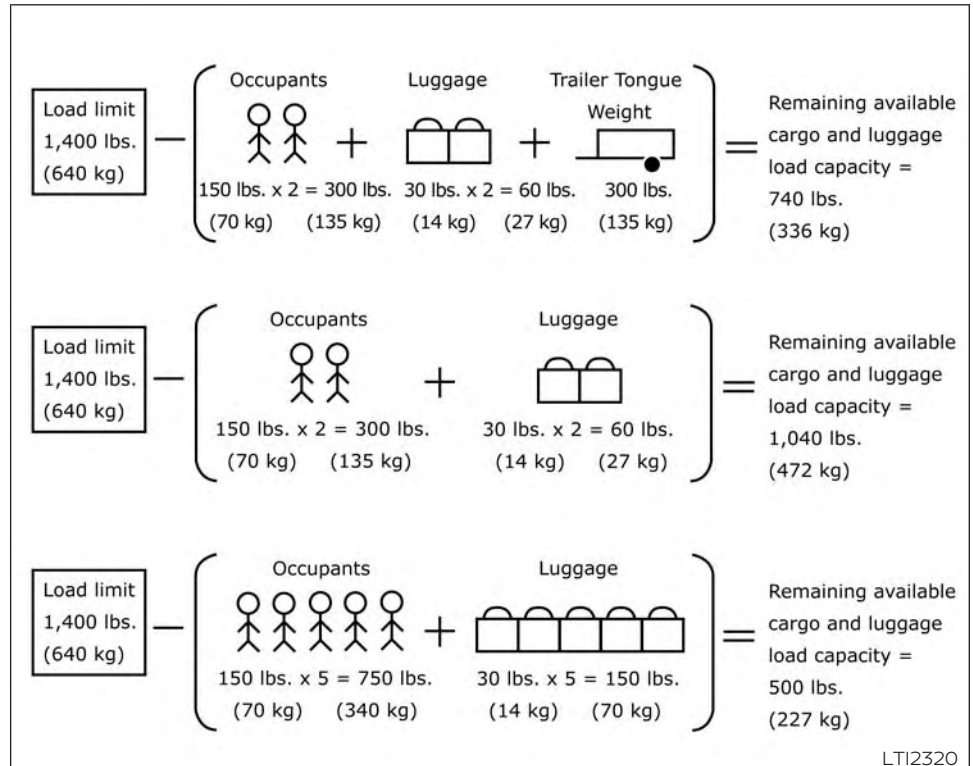 Load limit
1,400 lbs.
(640 kg)
Occupants
150 lbs. x 2 = 300 lbs.
(70 kg) (135 kg)
Luggage
30 lbs. x 2 = 60 lbs.
(14 kg) (27 kg)
Trailer Tongue
Weight
300 lbs.
(135 kg)
Remaining available
cargo and luggage
load capacity =
740 lbs.
(336 kg)
Load limit
1,400 lbs.
(640 kg)
Occupants
150 lbs. x 2 = 300 lbs.
(70 kg) (135 kg)
Luggage
30 lbs. x 2 = 60 lbs.
(14 kg) (27 kg)
Remaining available
cargo and luggage
load capacity =
1,040 lbs.
(472 kg)
Load limit
1,400 lbs.
(640 kg)
Occupants
150 lbs. x 5 = 750 lbs.
(70 kg) (340 kg)
Luggage
30 lbs. x 5 = 150 lbs.
(14 kg) (70 kg)
Remaining available
cargo and luggage
load capacity =
500 lbs.
(227 kg)
LTI2320